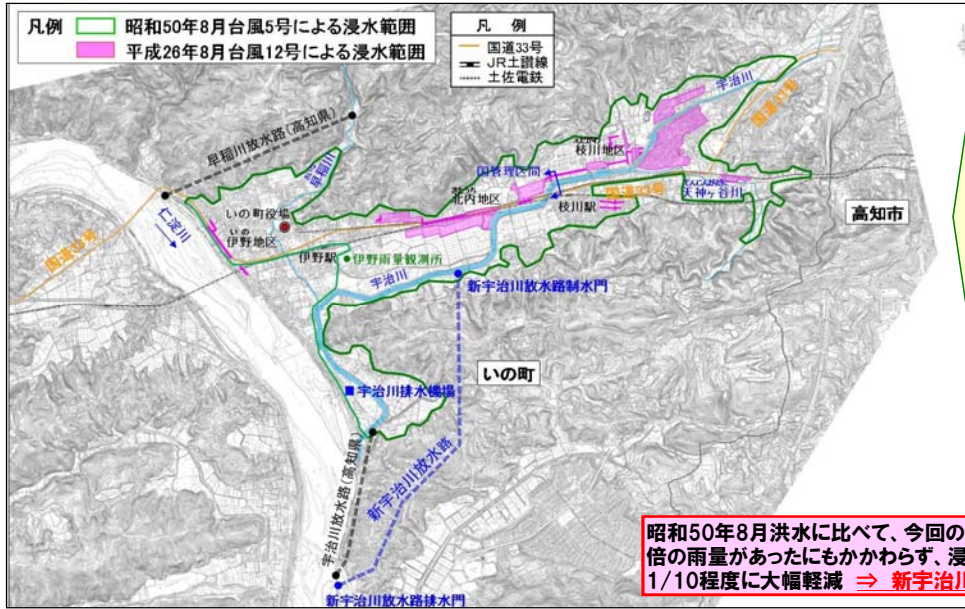 凡例
昭和50年8月台風5号による浸水範囲
平成26年8月台風12号による浸水範囲
凡 例
国道33号
JR土讃線
土佐電鉄
宇治川
国道33号
早稲川放水路(高知県)
早稲川
枝川地区
国管理区間
北内地区
国道33号
天神ヶ谷川
枝川駅
高知市
いの町役場
いの
伊野地区
仁淀川
国道33号
伊野駅
伊野雨量観測所
宇治川
新宇治川放水路制水門
いの町
宇治川排水機場
新宇治川放水路
宇治川放水路(高知県)
新宇治川放水路排水門
昭和50年8月洪水に比べて、今回の
倍の雨量があったにもかかわらず、浸
1/10程度に大幅軽減 ⇒ 新宇治川